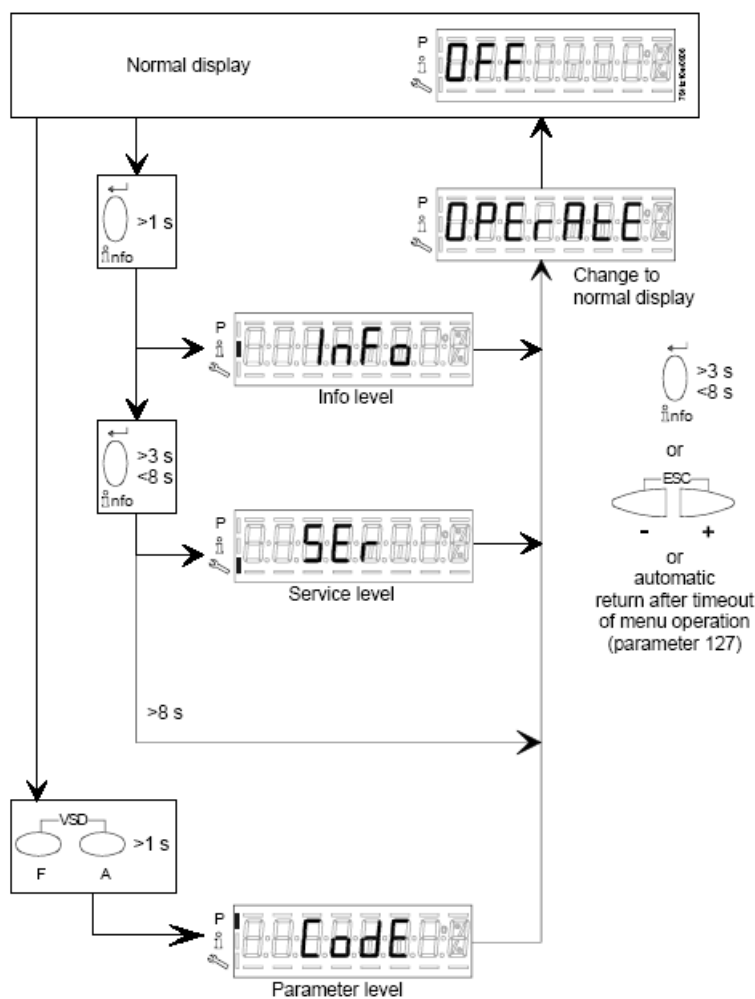 Normal display
P
OFF
>1 s
info
P
OPErAtE
Change to
normal display
P
InFo
Info level
>3 s
<8 s
info
>3 s
<8 s
info
or
ESC
- +
or
automatic
return after timeout
of menu operation
(parameter 127)
P
SEr
Service level
>8 s
VSD
>1 s
F A
P
CodE
Parameter level